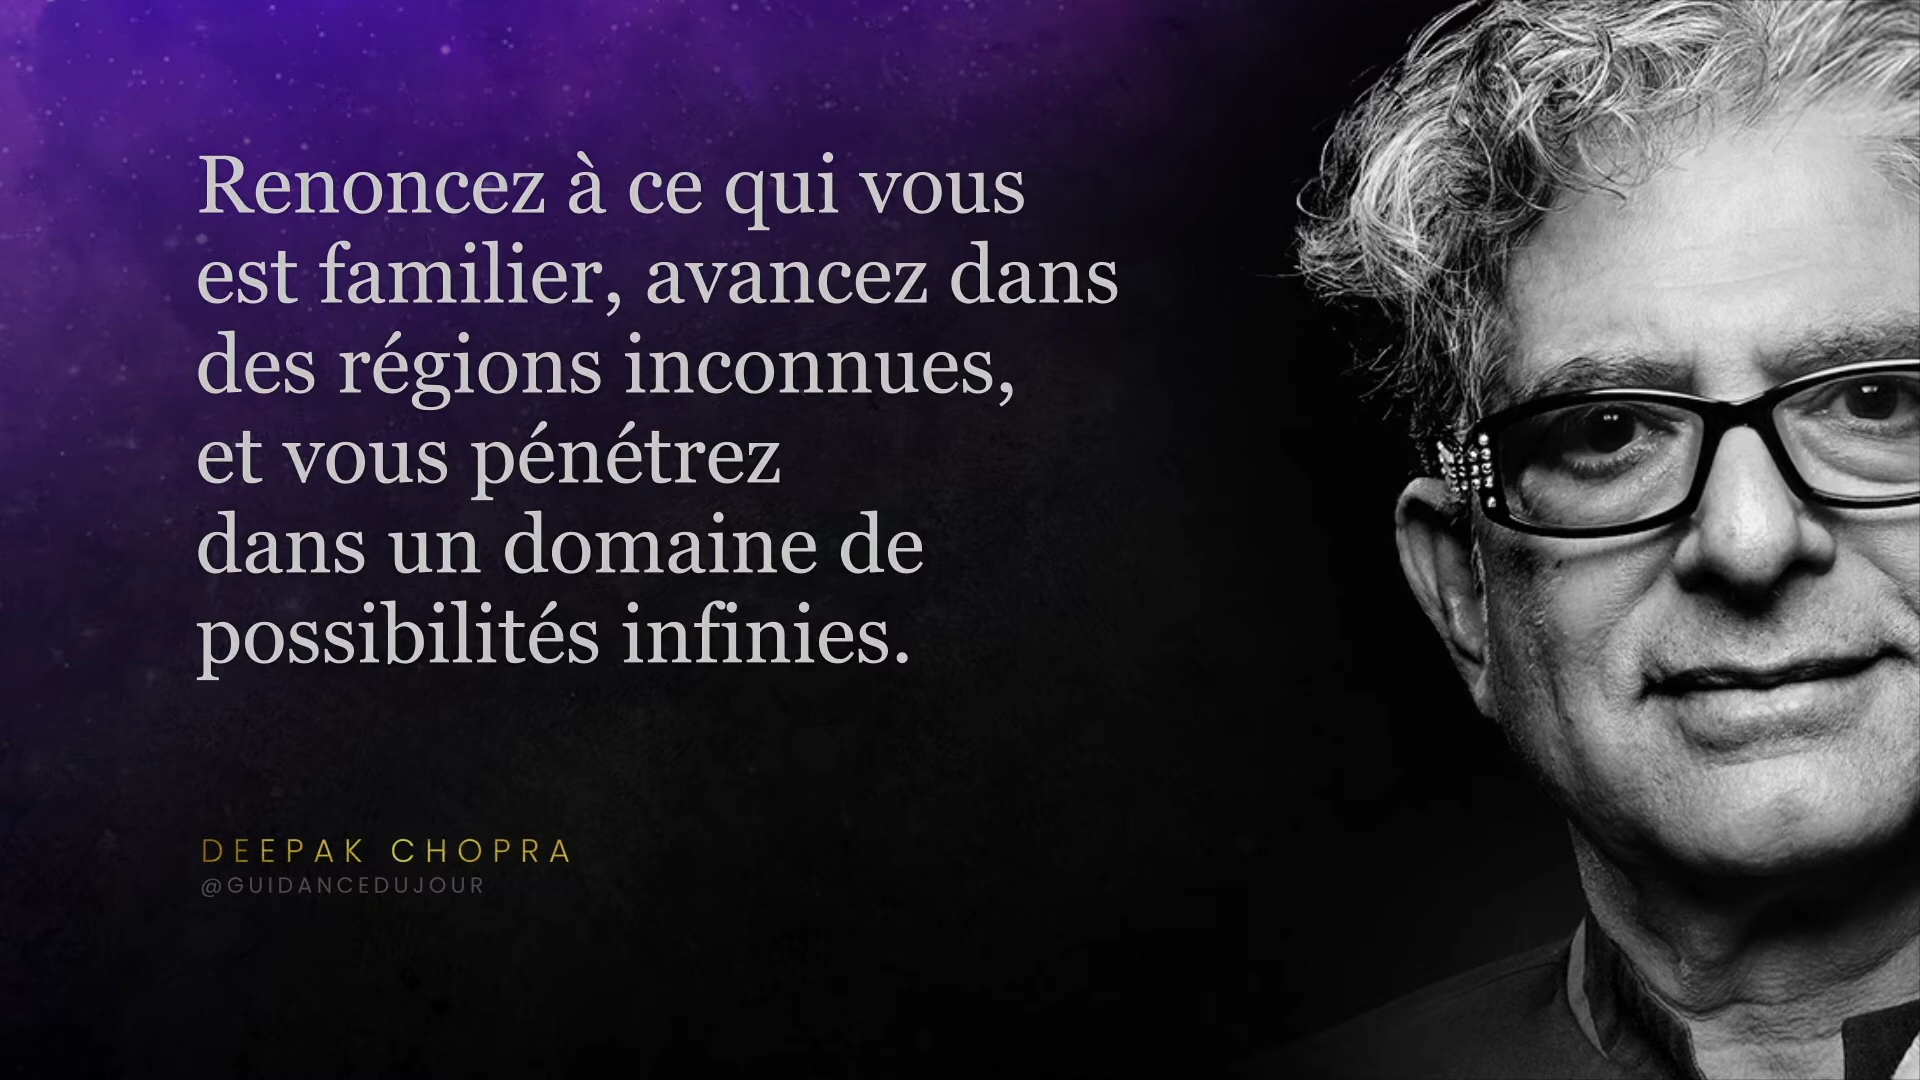 Renoncez à ce qui vous
est familier, avancez dans
des régions inconnues,
et vous pénétrez
dans un domaine de
possibilités infinies.
DEEPAK CHOPRA
@GUIDANCEDUJOUR